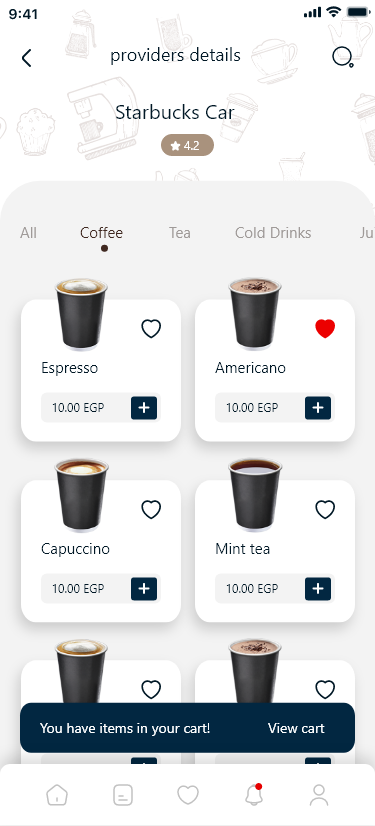 9:41
providers details
Starbucks Car
4.2
All Coffee Tea Cold Drinks Ju
Espresso
10.00 EGP
Americano
10.00 EGP
Capuccino
10.00 EGP
Mint tea
10.00 EGP
You have items in your cart! View cart